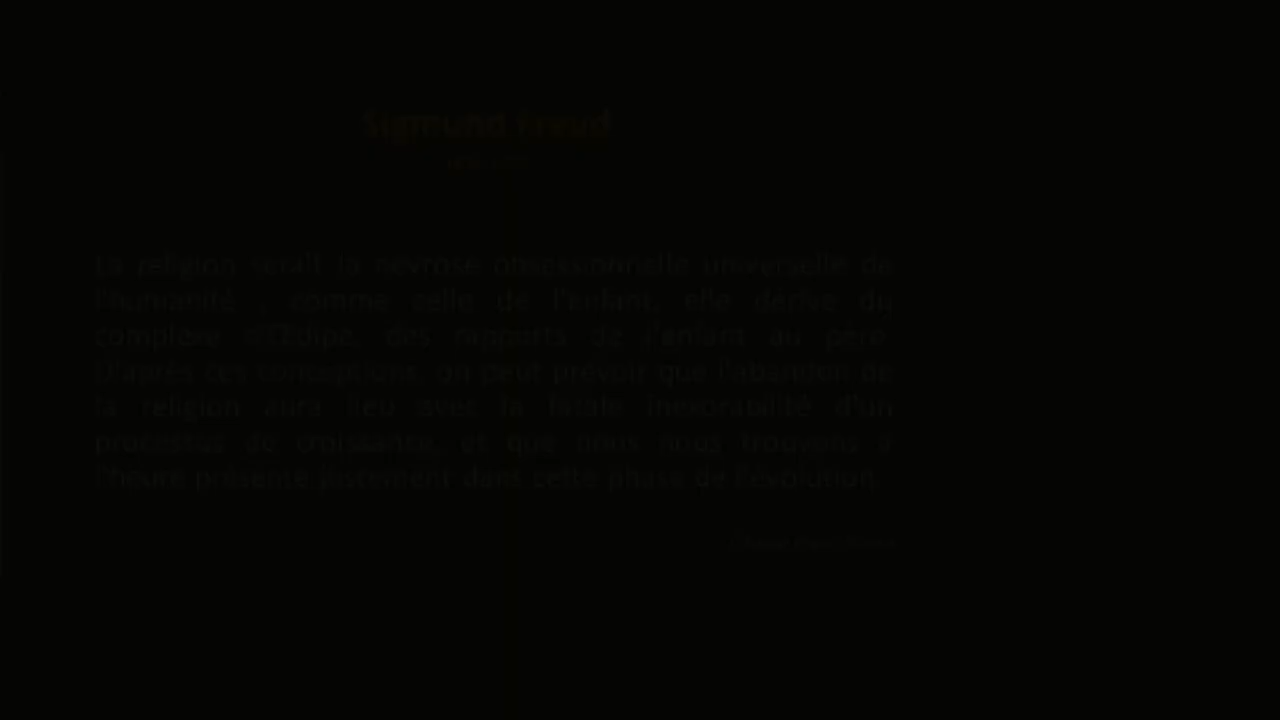 Sigmund Freud
La religion serait la névrose obsessionnelle universelle de
l'humanité ; comme celle de l'enfant, elle dérive du
complexe d'Œdipe, des rapports de l'enfant au père.
D'après ces conceptions, on peut prévoir que l'abandon de
la religion aura lieu avec la fatale inexorabilité d'un
processus de croissance, et que nous nous trouvons à
l'heure présente justement dans cette phase de l'évolution